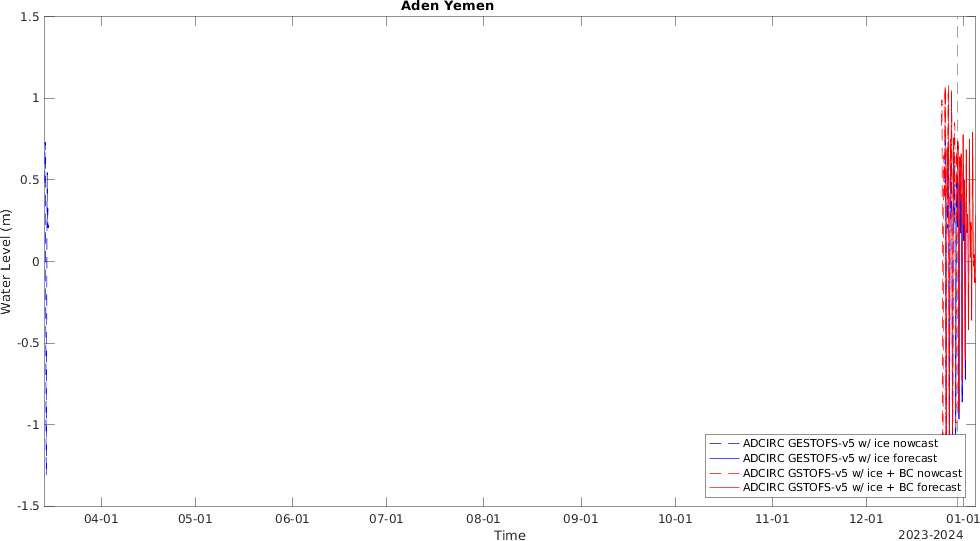 Aden Yemen
1.5
1
0.5
0
-0.5
-1
-1.5
Water Level (m)
04-01 05-01 06-01 07-01 08-01 09-01 10-01 11-01 12-01 01-01
Time
2023-2024
ADCIRC GESTOFS-v5 w/ ice nowcast
ADCIRC GESTOFS-v5 w/ ice forecast
ADCIRC GSTOFS-v5 w/ ice + BC nowcast
ADCIRC GSTOFS-v5 w/ ice + BC forecast